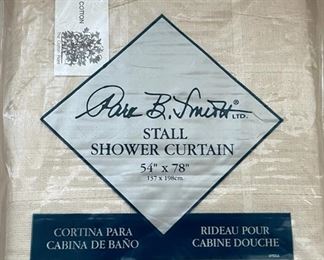 COTTON
Pare B. Smith®
LTD.
STALL
SHOWER CURTAIN
54" x 78"
137 x 198cm.
CORTINA PARA
CABINA DE BAÑO
RIDEAU POUR
CABINE DOUCHE